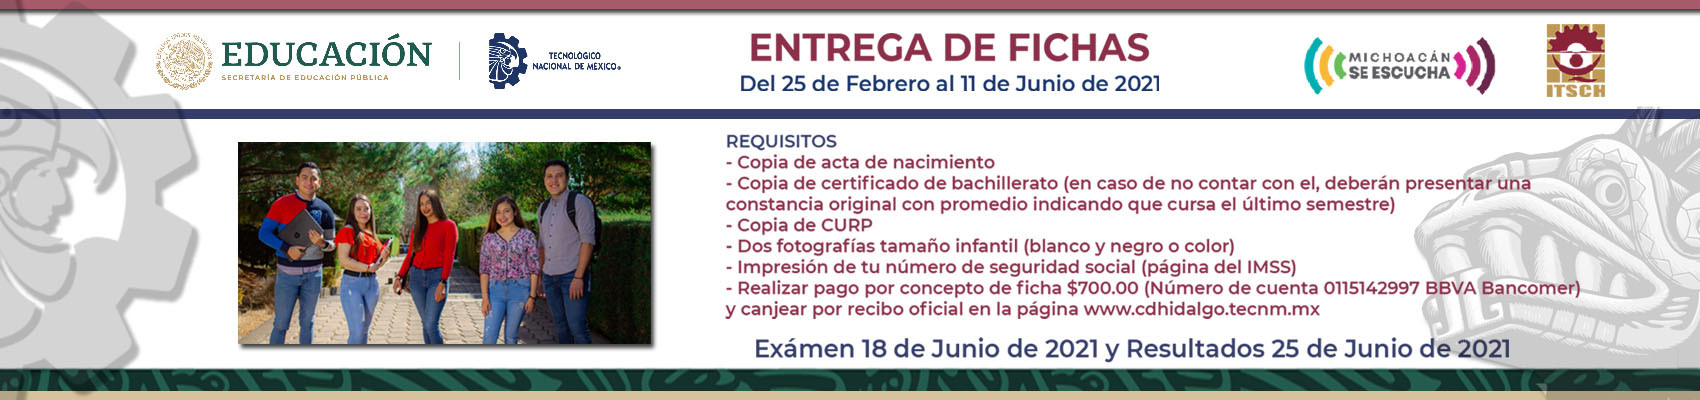 EDUCACIÓN
SECRETARÍA DE EDUCACIÓN PÚBLICA
TECNOLÓGICO
NACIONAL DE MÉXICO
ENTREGA DE FICHAS
Del 25 de Febrero al 11 de Junio de 2021
MICHOACÁN
SE ESCUCHA
ITSCH
REQUISITOS
- Copia de acta de nacimiento
- Copia de certificado de bachillerato (en caso de no contar con el, deberán presentar una
constancia original con promedio indicando que cursa el último semestre)
- Copia de CURP
- Dos fotografías tamaño infantil (blanco y negro o color)
- Impresión de tu número de seguridad social (página del IMSS)
- Realizar pago por concepto de ficha $700.00 (Número de cuenta 0115142997 BBVA Bancomer)
y canjear por recibo oficial en la página www.cdhidalgo.tecnm.mx
Exámen 18 de Junio de 2021 y Resultados 25 de Junio de 2021